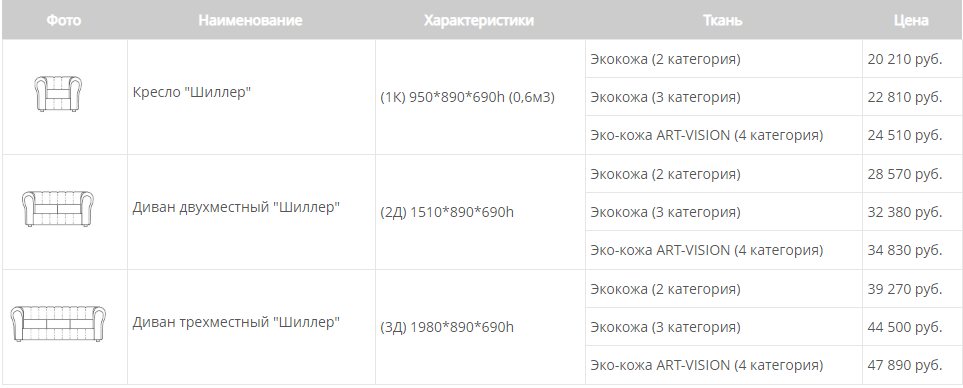 Фото Наименование Характеристики Ткань Цена
Кресло "Шиллер" (1К) 950*890*690h (0,6м3) Экокожа (2 категория) 20 210 руб.
Экокожа (3 категория) 22 810 руб.
Эко-кожа ART-VISION (4 категория) 24 510 руб.
Диван двухместный "Шиллер" (2Д) 1510*890*690h Экокожа (2 категория) 28 570 руб.
Экокожа (3 категория) 32 380 руб.
Эко-кожа ART-VISION (4 категория) 34 830 руб.
Диван трехместный "Шиллер" (3Д) 1980*890*690h Экокожа (2 категория) 39 270 руб.
Экокожа (3 категория) 44 500 руб.
Эко-кожа ART-VISION (4 категория) 47 890 руб.